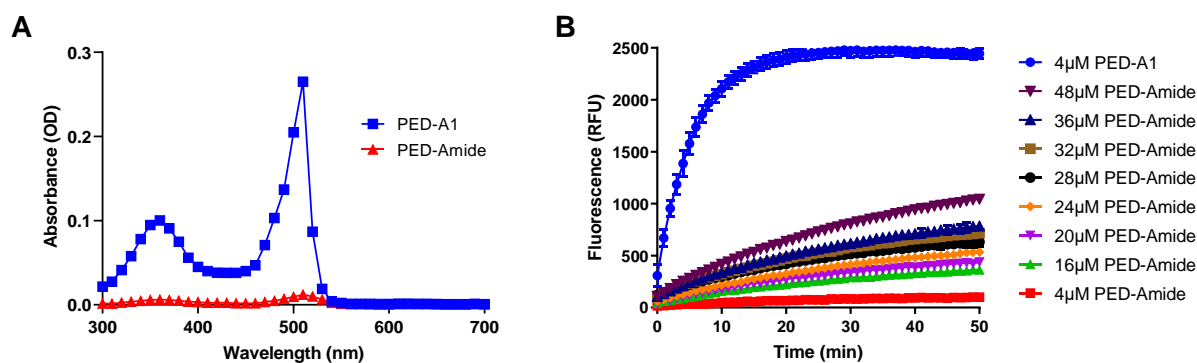 A
0.3
0.2
0.1
0.0
300
400
500
600
700
Absorbance (OD)
Wavelength (nm)
PED-A1
PED-Amide
B
2500
2000
1500
1000
500
0
0
10
20
30
40
50
Fluorescence (RFU)
Time (min)
4µM PED-A1
48µM PED-Amide
36µM PED-Amide
32µM PED-Amide
28µM PED-Amide
24µM PED-Amide
20µM PED-Amide
16µM PED-Amide
4µM PED-Amide